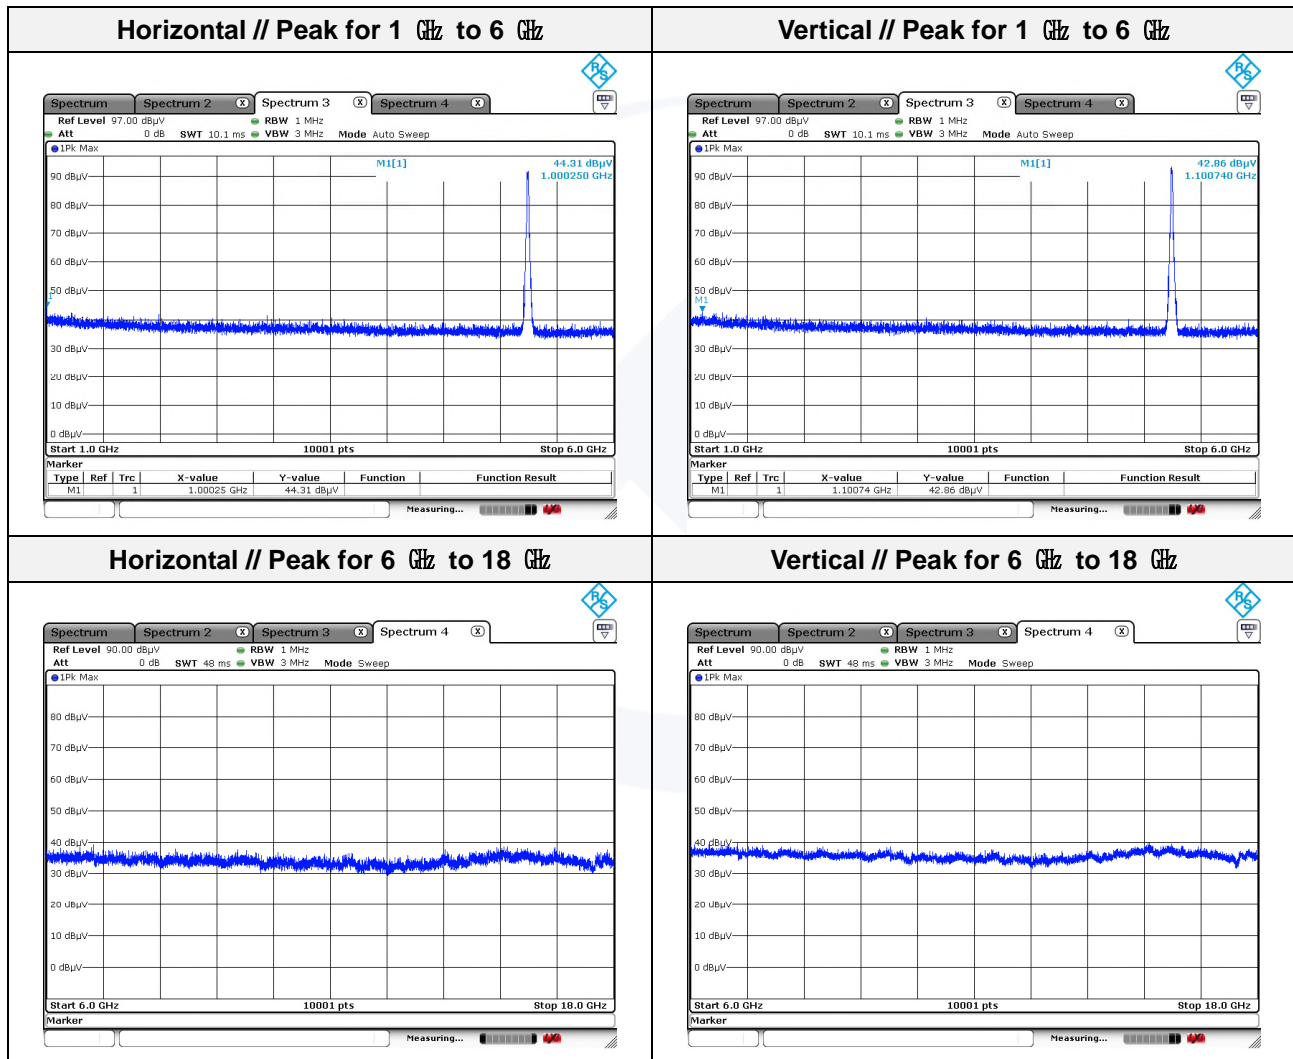 Horizontal // Peak for 1 ㎓ to 6 ㎓
Vertical // Peak for 1 ㎓ to 6 ㎓
R&S
Spectrum Spectrum 2 X Spectrum 3 X Spectrum 4 X
Ref Level 97.00 dBµV RBW 1 MHz
Att 0 dB SWT 10.1 ms VBW 3 MHz Mode Auto Sweep
1Pk Max
M1[1] 44.31 dBµV
1.000250 GHz
90 dBµV
80 dBµV
70 dBµV
60 dBµV
50 dBµV
1
30 dBµV
20 dBµV
10 dBµV
0 dBµV
Start 1.0 GHz 10001 pts Stop 6.0 GHz
Marker
Type Ref Trc X-value Y-value Function Function Result
M1 1 1.00025 GHz 44.31 dBµV
Measuring...
R&S
Spectrum Spectrum 2 X Spectrum 3 X Spectrum 4 X
Ref Level 97.00 dBµV RBW 1 MHz
Att 0 dB SWT 10.1 ms VBW 3 MHz Mode Auto Sweep
1Pk Max
M1[1] 42.86 dBµV
1.100740 GHz
90 dBµV
80 dBµV
70 dBµV
60 dBµV
50 dBµV
M1
30 dBµV
20 dBµV
10 dBµV
0 dBµV
Start 1.0 GHz 10001 pts Stop 6.0 GHz
Marker
Type Ref Trc X-value Y-value Function Function Result
M1 1 1.10074 GHz 42.86 dBµV
Measuring...
Horizontal // Peak for 6 ㎓ to 18 ㎓
Vertical // Peak for 6 ㎓ to 18 ㎓
R&S
Spectrum Spectrum 2 X Spectrum 3 X Spectrum 4 X
Ref Level 90.00 dBµV RBW 1 MHz
Att 0 dB SWT 48 ms VBW 3 MHz Mode Sweep
1Pk Max
80 dBµV
70 dBµV
60 dBµV
50 dBµV
40 dBµV
30 dBµV
20 dBµV
10 dBµV
0 dBµV
Start 6.0 GHz 10001 pts Stop 18.0 GHz
Marker
Measuring...
R&S
Spectrum Spectrum 2 X Spectrum 3 X Spectrum 4 X
Ref Level 90.00 dBµV RBW 1 MHz
Att 0 dB SWT 48 ms VBW 3 MHz Mode Sweep
1Pk Max
80 dBµV
70 dBµV
60 dBµV
50 dBµV
40 dBµV
30 dBµV
20 dBµV
10 dBµV
0 dBµV
Start 6.0 GHz 10001 pts Stop 18.0 GHz
Marker
Measuring...